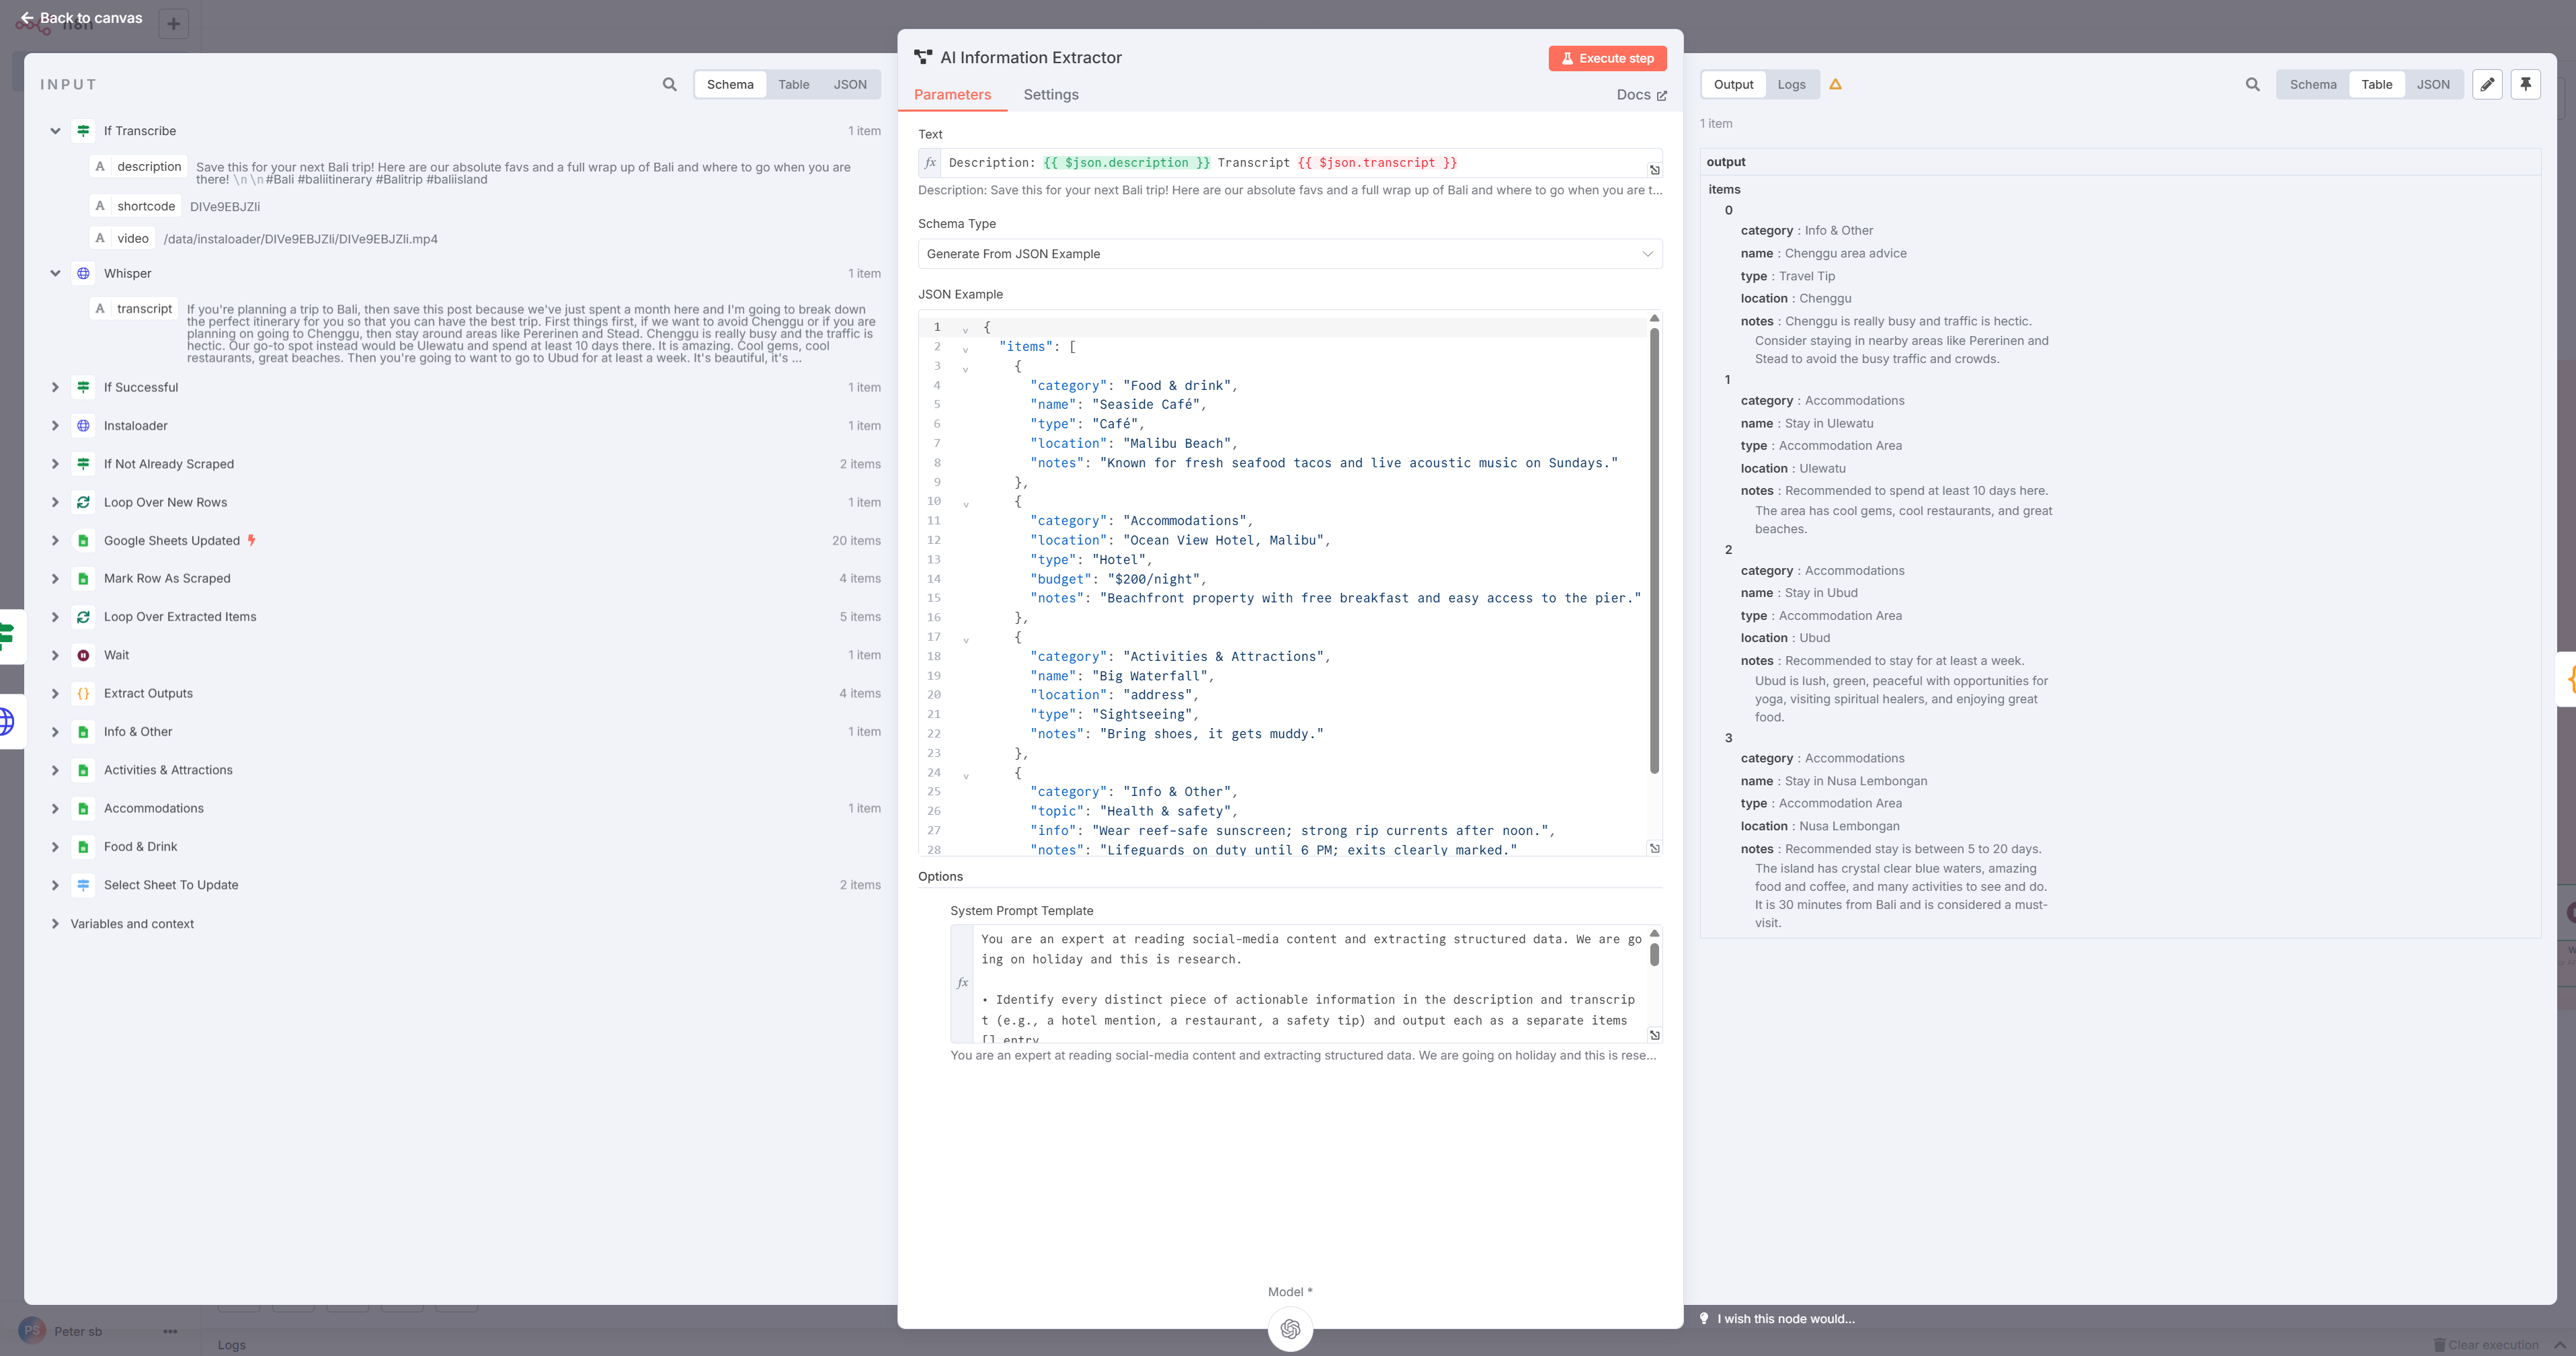 Back to canvas
INPUT
Schema
Table
JSON
If Transcribe
1 item
A description
Save this for your next Bali trip! Here are our absolute favs and a full wrap up of Bali and where to go when you are
there! \n\n#Bali #baliitinerary #Balitrip #baliisland
A shortcode
DIVe9EBJZli
A video
/data/instaloader/DIVe9EBJZli/DIVe9EBJZli.mp4
Whisper
1 item
A transcript
If you're planning a trip to Bali, then save this post because we've just spent a month here and I'm going to break down
the perfect itinerary for you so that you can have the best trip. First things first, if we want to avoid Chenggu or if you are
planning on going to Chenggu, then stay around areas like Pererinen and Stead. Chenggu is really busy and the traffic is
hectic. Our go-to spot instead would be Ulewatu and spend at least 10 days there. It is amazing. Cool gems, cool
restaurants, great beaches. Then you're going to want to go to Ubud for at least a week. It's beautiful, it's ...
If Successful
1 item
Instaloader
1 item
If Not Already Scraped
2 items
Loop Over New Rows
1 item
Google Sheets Updated
20 items
Mark Row As Scraped
4 items
Loop Over Extracted Items
5 items
Wait
1 item
Extract Outputs
4 items
Info & Other
1 item
Activities & Attractions
Accommodations
1 item
Food & Drink
Select Sheet To Update
2 items
Variables and context
PS
Peter sb
Logs
AI Information Extractor
Execute step
Parameters
Settings
Docs
Text
fx Description: {{ $json.description }} Transcript {{ $json.transcript }}
Description: Save this for your next Bali trip! Here are our absolute favs and a full wrap up of Bali and where to go when you are t...
Schema Type
Generate From JSON Example
JSON Example
1 {
2 "items": [
3 {
4 "category": "Food & drink",
5 "name": "Seaside Café",
6 "type": "Café",
7 "location": "Malibu Beach",
8 "notes": "Known for fresh seafood tacos and live acoustic music on Sundays."
9 },
10 {
11 "category": "Accommodations",
12 "location": "Ocean View Hotel, Malibu",
13 "type": "Hotel",
14 "budget": "$200/night",
15 "notes": "Beachfront property with free breakfast and easy access to the pier."
16 },
17 {
18 "category": "Activities & Attractions",
19 "name": "Big Waterfall",
20 "location": "address",
21 "type": "Sightseeing",
22 "notes": "Bring shoes, it gets muddy."
23 },
24 {
25 "category": "Info & Other",
26 "topic": "Health & safety",
27 "info": "Wear reef-safe sunscreen; strong rip currents after noon.",
28 "notes": "Lifeguards on duty until 6 PM; exits clearly marked."
Options
System Prompt Template
fx
You are an expert at reading social-media content and extracting structured data. We are go
ing on holiday and this is research.
• Identify every distinct piece of actionable information in the description and transcrip
t (e.g., a hotel mention, a restaurant, a safety tip) and output each as a separate items
[] entry
You are an expert at reading social-media content and extracting structured data. We are going on holiday and this is rese...
Model *
Output
Logs
Schema
Table
JSON
1 item
output
items
0
category : Info & Other
name : Chenggu area advice
type : Travel Tip
location : Chenggu
notes : Chenggu is really busy and traffic is hectic.
Consider staying in nearby areas like Pererinen and
Stead to avoid the busy traffic and crowds.
1
category : Accommodations
name : Stay in Ulewatu
type : Accommodation Area
location : Ulewatu
notes : Recommended to spend at least 10 days here.
The area has cool gems, cool restaurants, and great
beaches.
2
category : Accommodations
name : Stay in Ubud
type : Accommodation Area
location : Ubud
notes : Recommended to stay for at least a week.
Ubud is lush, green, peaceful with opportunities for
yoga, visiting spiritual healers, and enjoying great
food.
3
category : Accommodations
name : Stay in Nusa Lembongan
type : Accommodation Area
location : Nusa Lembongan
notes : Recommended stay is between 5 to 20 days.
The island has crystal clear blue waters, amazing
food and coffee, and many activities to see and do.
It is 30 minutes from Bali and is considered a must-
visit.
I wish this node would...
Clear execution